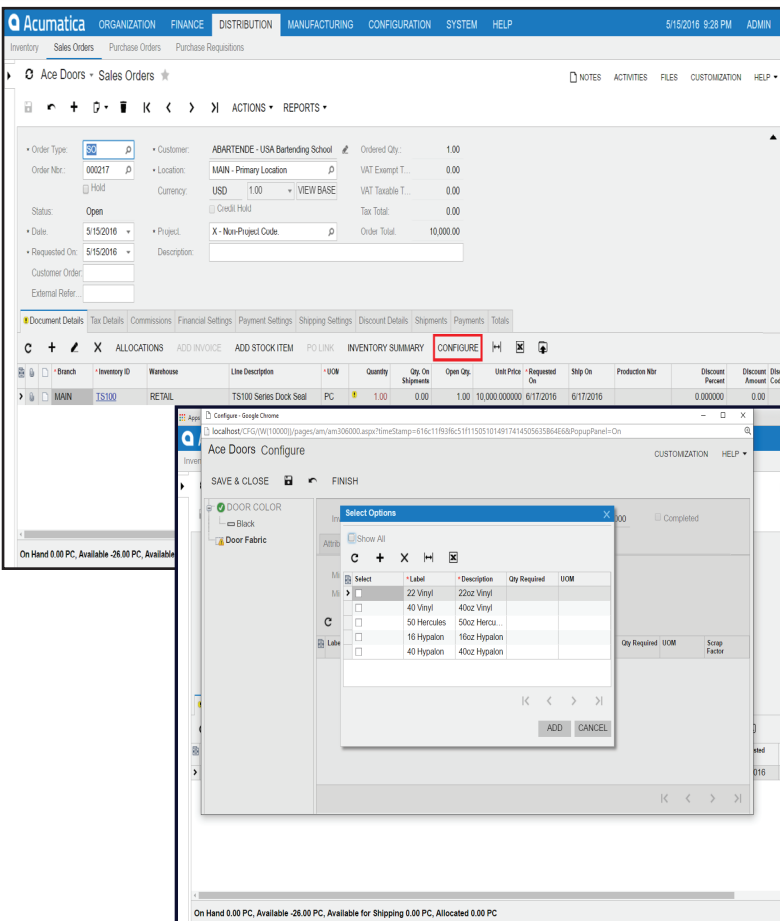 Acumatica ORGANIZATION FINANCE DISTRIBUTION MANUFACTURING CONFIGURATION SYSTEM HELP 5/15/2016 9:28 PM ADMIN
Inventory Sales Orders Purchase Orders Purchase Requisitions
Ace Doors Sales Orders NOTES ACTIVITIES FILES CUSTOMIZATION HELP
ACTIONS REPORTS
Order Type: SO Customer: ABARTENDE - USA Bartending School Ordered Qty.: 1.00
Order Nbr.: 000217 Location: MAIN - Primary Location VAT Exempt T... 0.00
Hold Currency: USD 1.00 VIEW BASE VAT Taxable T... 0.00
Status: Open Credit Hold Tax Total: 0.00
Date: 5/15/2016 Project: X - Non-Project Code. Order Total: 10,000.00
Requested On: 5/15/2016 Description:
Customer Order:
External Refer...
Document Details Tax Details Commissions Financial Settings Payment Settings Shipping Settings Discount Details Shipments Payments Totals
ALLOCATIONS ADD INVOICE ADD STOCK ITEM PO LINK INVENTORY SUMMARY CONFIGURE
Branch Inventory ID Warehouse Line Description UOM Quantity Qty. On Shipments Open Qty. Unit Price Requested On Ship On Production Nbr Discount Percent Discount Amount
MAIN TS100 RETAIL TS100 Series Dock Seal PC 1.00 0.00 1.00 10,000.000000 6/17/2016 6/17/2016 0.000000 0.00
On Hand 0.00 PC, Available -26.00 PC, Available
Apps
Configure - Google Chrome
localhost/CFG/(W(10000))/pages/am/am306000.aspx?timeStamp=616c11f93f6c51f115051014917414505635B64E6&PopupPanel=On
Ace Doors Configure CUSTOMIZATION HELP
SAVE & CLOSE FINISH
DOOR COLOR
Black
Door Fabric
Completed
Select Options
Show All
Select Label Description Qty Required UOM
22 Vinyl 22oz Vinyl
40 Vinyl 40oz Vinyl
50 Hercules 50oz Hercu...
16 Hypalon 16oz Hypalon
40 Hypalon 40oz Hypalon
ADD CANCEL
Qty Required UOM Scrap Factor
On Hand 0.00 PC, Available -26.00 PC, Available for Shipping 0.00 PC, Allocated 0.00 PC